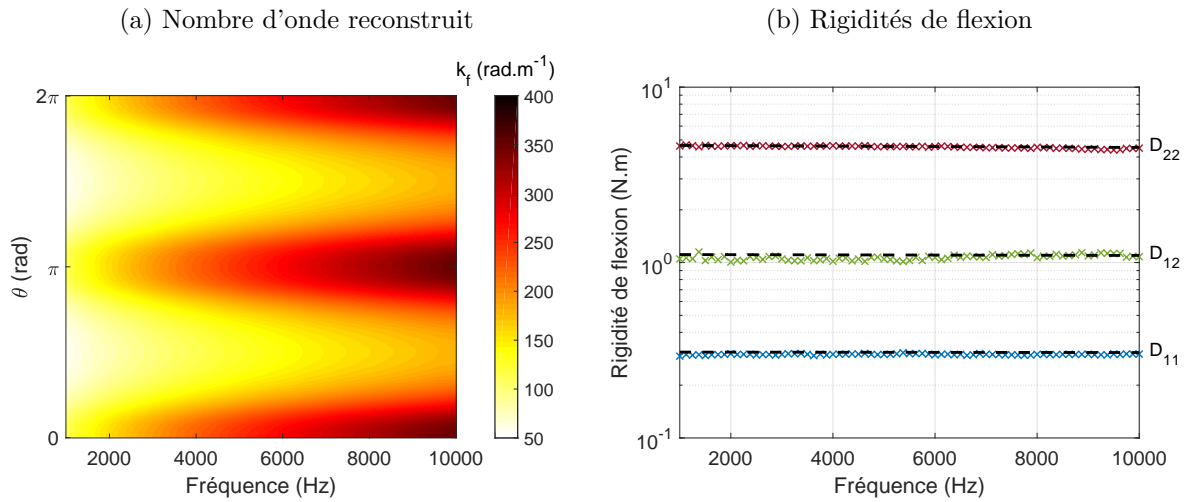 (a) Nombre d'onde reconstruit
k_f (rad.m^-1)
2π
π
0
θ (rad)
2000 4000 6000 8000 10000
Fréquence (Hz)
400
350
300
250
200
150
100
50
(b) Rigidités de flexion
10^1
10^0
10^-1
Rigidité de flexion (N.m)
D_22
D_12
D_11
2000 4000 6000 8000 10000
Fréquence (Hz)